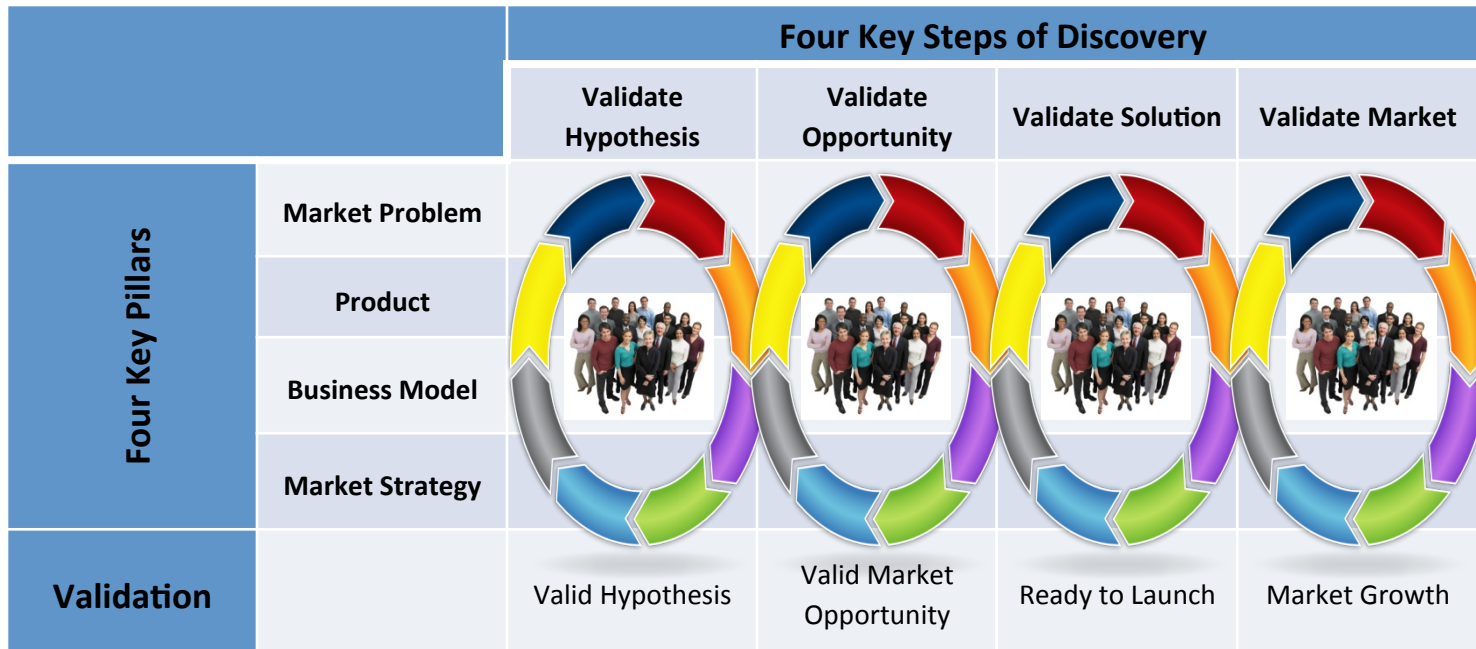 Four Key Steps of Discovery
Validate
Hypothesis
Validate
Opportunity
Validate Solution
Validate Market
Four Key Pillars
Market Problem
Product
Business Model
Market Strategy
Validation
Valid Hypothesis
Valid Market
Opportunity
Ready to Launch
Market Growth